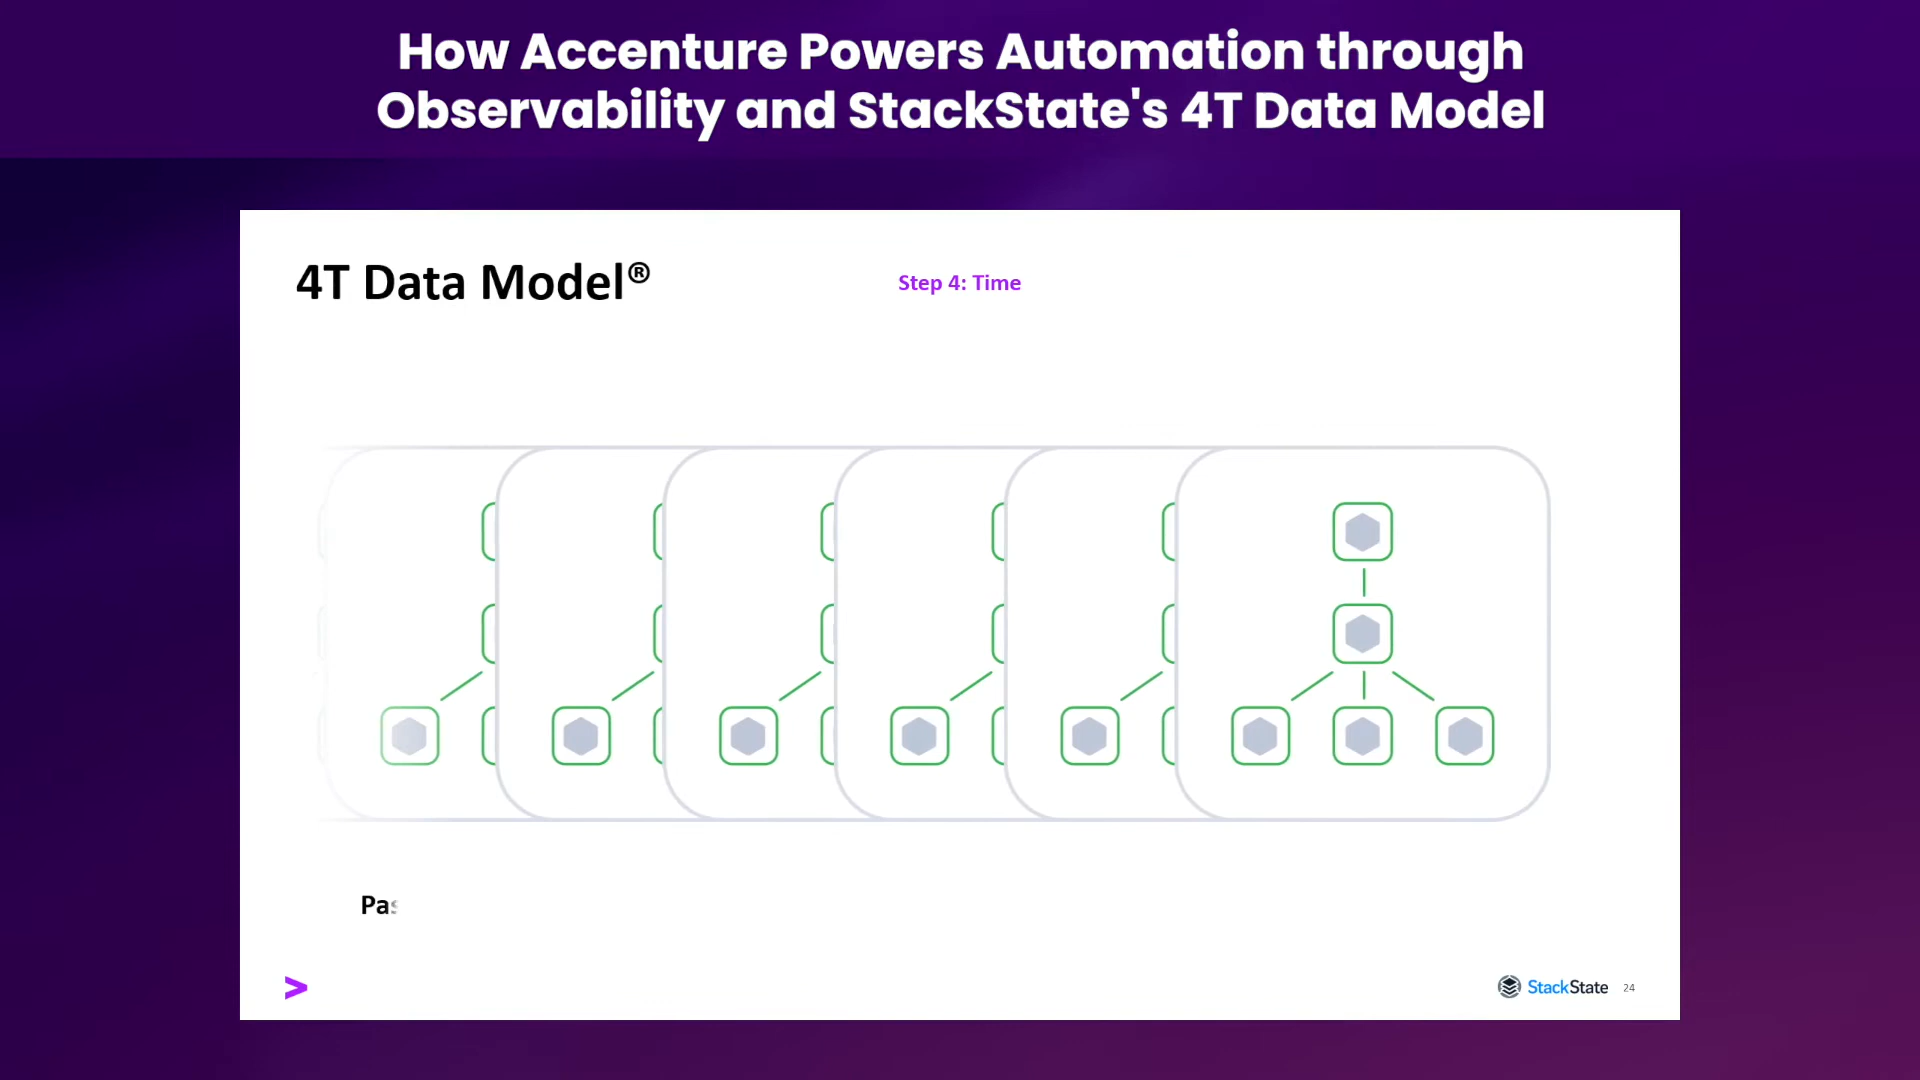 How Accenture Powers Automation through
Observability and StackState's 4T Data Model
4T Data Model®
Step 4: Time
Pas
StackState
24